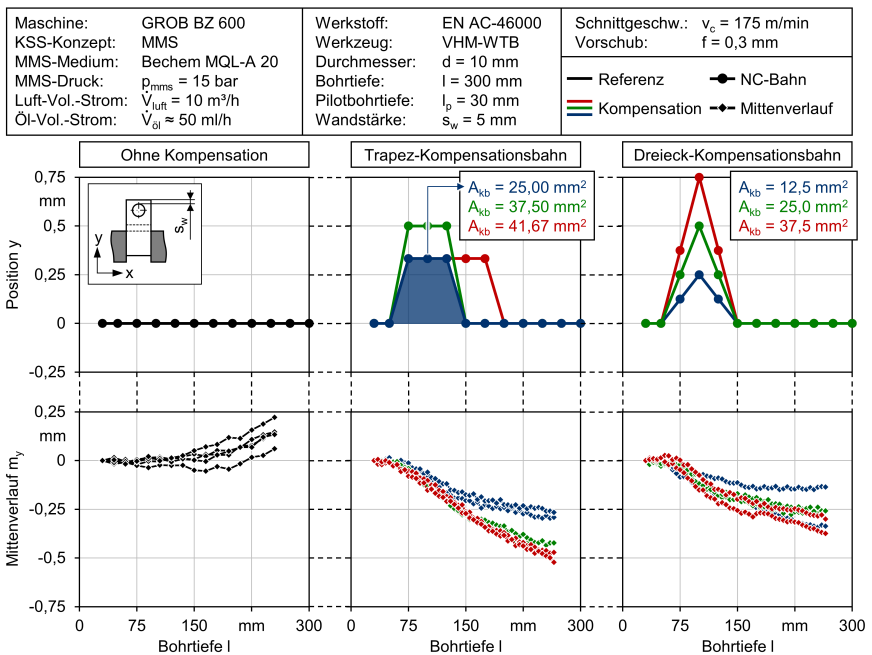 Maschine: GROB BZ 600
KSS-Konzept: MMS
MMS-Medium: Bechem MQL-A 20
MMS-Druck: pmms = 15 bar
Luft-Vol.-Strom: V̇luft = 10 m³/h
Öl-Vol.-Strom: V̇öl ≈ 50 ml/h
Werkstoff: EN AC-46000
Werkzeug: VHM-WTB
Durchmesser: d = 10 mm
Bohrtiefe: l = 300 mm
Pilotbohrtiefe: lp = 30 mm
Wandstärke: sw = 5 mm
Schnittgeschw.: vc = 175 m/min
Vorschub: f = 0,3 mm
Referenz NC-Bahn
Kompensation Mittenverlauf
Ohne Kompensation
Trapez-Kompensationsbahn
Dreieck-Kompensationsbahn
Position y
0,75
mm
0,5
0,25
0
-0,25
y
x
sw
Akb = 25,00 mm²
Akb = 37,50 mm²
Akb = 41,67 mm²
Akb = 12,5 mm²
Akb = 25,0 mm²
Akb = 37,5 mm²
Mittenverlauf my
0,25
mm
0
-0,25
-0,5
-0,75
0 75 150 mm 300
Bohrtiefe l
0 75 150 mm 300
Bohrtiefe l
0 75 150 mm 300
Bohrtiefe l